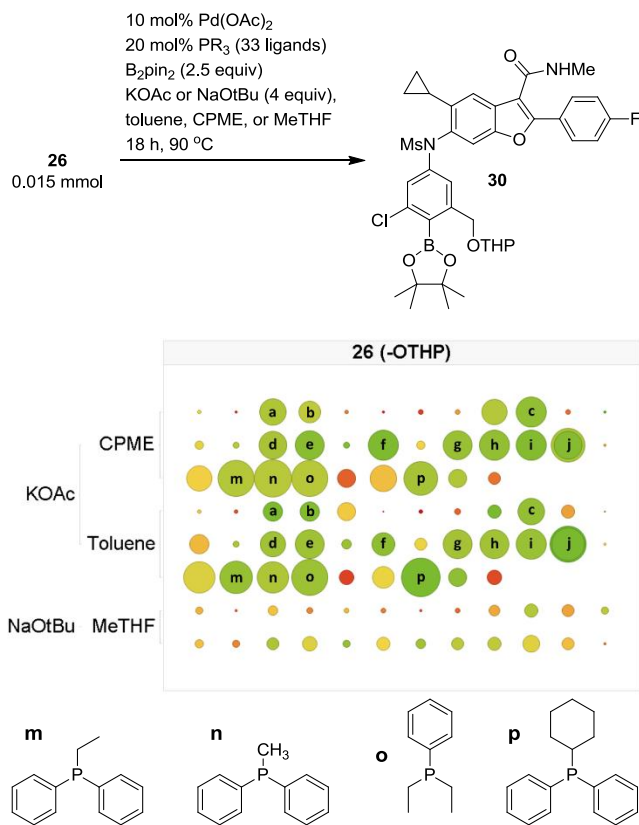 10 mol% Pd(OAc)2
20 mol% PR3 (33 ligands)
B2pin2 (2.5 equiv)
KOAc or NaOtBu (4 equiv),
toluene, CPME, or MeTHF
18 h, 90 °C
26
0.015 mmol
O
NHMe
F
O
MsN
30
Cl
OTHP
B
O O
26 (-OTHP)
a b c
CPME
d e f g h i j
KOAc
m n o p
a b c
Toluene
d e f g h i j
m n o p
NaOtBu MeTHF
m n o p
CH3
P P P P